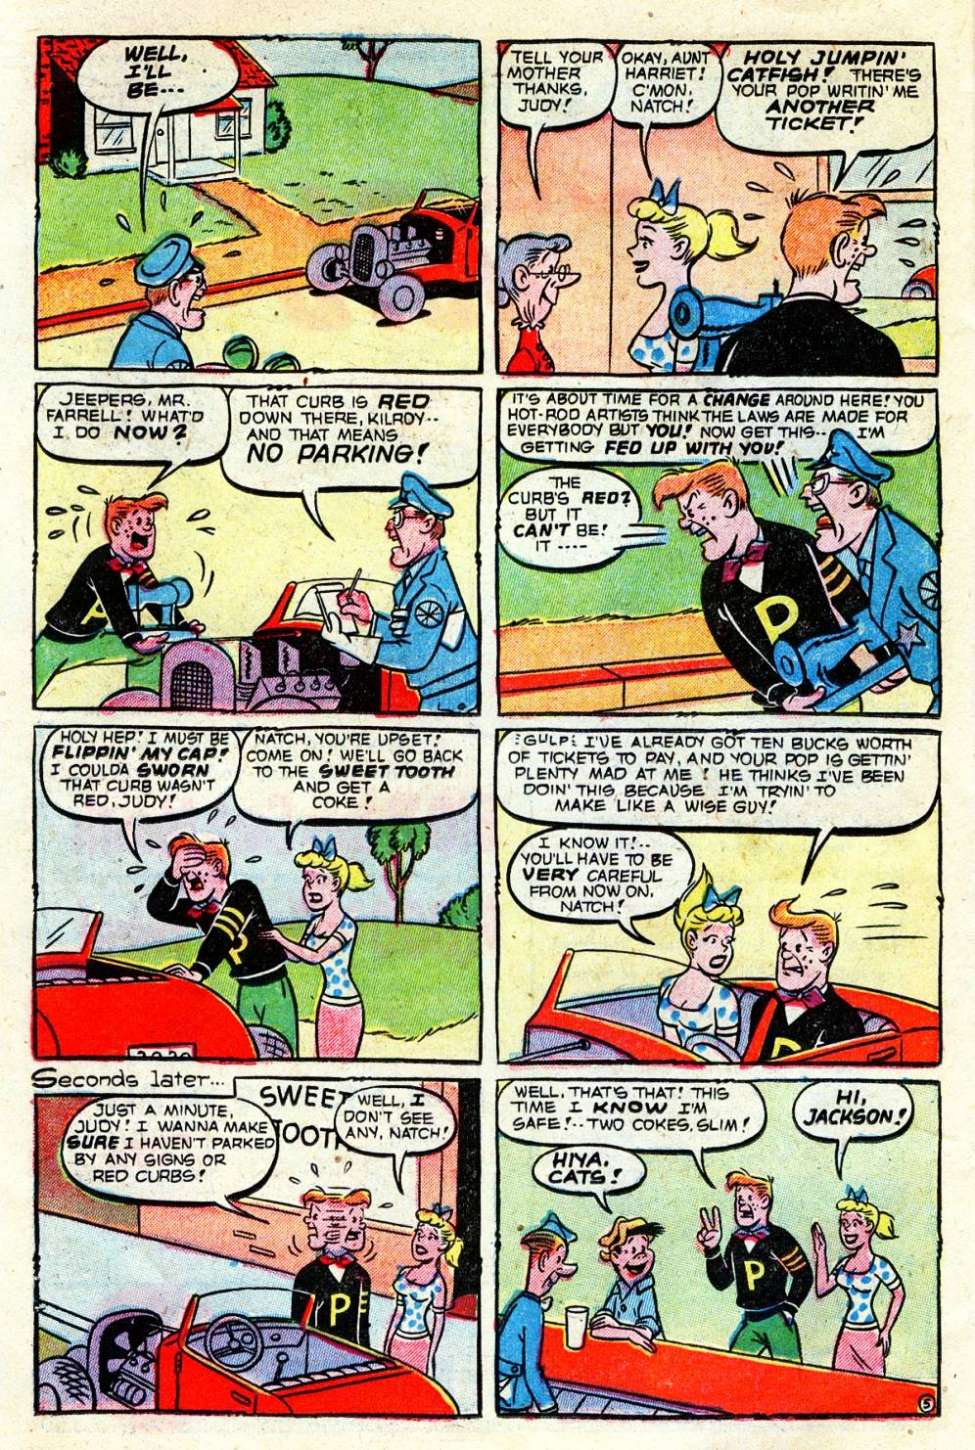 WELL,
I'LL
BE---
TELL YOUR
MOTHER
THANKS,
JUDY!
OKAY, AUNT
HARRIET!
C'MON,
NATCH!
HOLY JUMPIN'
CATFISH! THERE'S
YOUR POP WRITIN' ME
ANOTHER
TICKET!
JEEPERS, MR.
FARRELL! WHAT'D
I DO NOW?
THAT CURB IS RED
DOWN THERE, KILROY--
AND THAT MEANS
NO PARKING!
IT'S ABOUT TIME FOR A CHANGE AROUND HERE! YOU
HOT-ROD ARTISTS THINK THE LAWS ARE MADE FOR
EVERYBODY BUT YOU! NOW GET THIS-- I'M
GETTING FED UP WITH YOU!
THE
CURB'S RED?
BUT IT
CAN'T BE!
IT ----
P
HOLY HEP! I MUST BE
FLIPPIN' MY CAP!
I COULDA SWORN
THAT CURB WASN'T
RED, JUDY!
NATCH, YOU'RE UPSET!
COME ON! WE'LL GO BACK
TO THE SWEET TOOTH
AND GET A
COKE!
P
:GULP: I'VE ALREADY GOT TEN BUCKS WORTH
OF TICKETS TO PAY, AND YOUR POP IS GETTIN'
PLENTY MAD AT ME! HE THINKS I'VE BEEN
DOIN' THIS BECAUSE I'M TRYIN' TO
MAKE LIKE A WISE GUY!
I KNOW IT!--
YOU'LL HAVE TO BE
VERY CAREFUL
FROM NOW ON,
NATCH!
Seconds later...
JUST A MINUTE,
JUDY! I WANNA MAKE
SURE I HAVEN'T PARKED
BY ANY SIGNS OR
RED CURBS!
SWEET
TOOTH
WELL, I
DON'T SEE
ANY, NATCH!
P
WELL, THAT'S THAT! THIS
TIME I KNOW I'M
SAFE!--TWO COKES, SLIM!
HI,
JACKSON!
HIYA,
CATS!
P
5